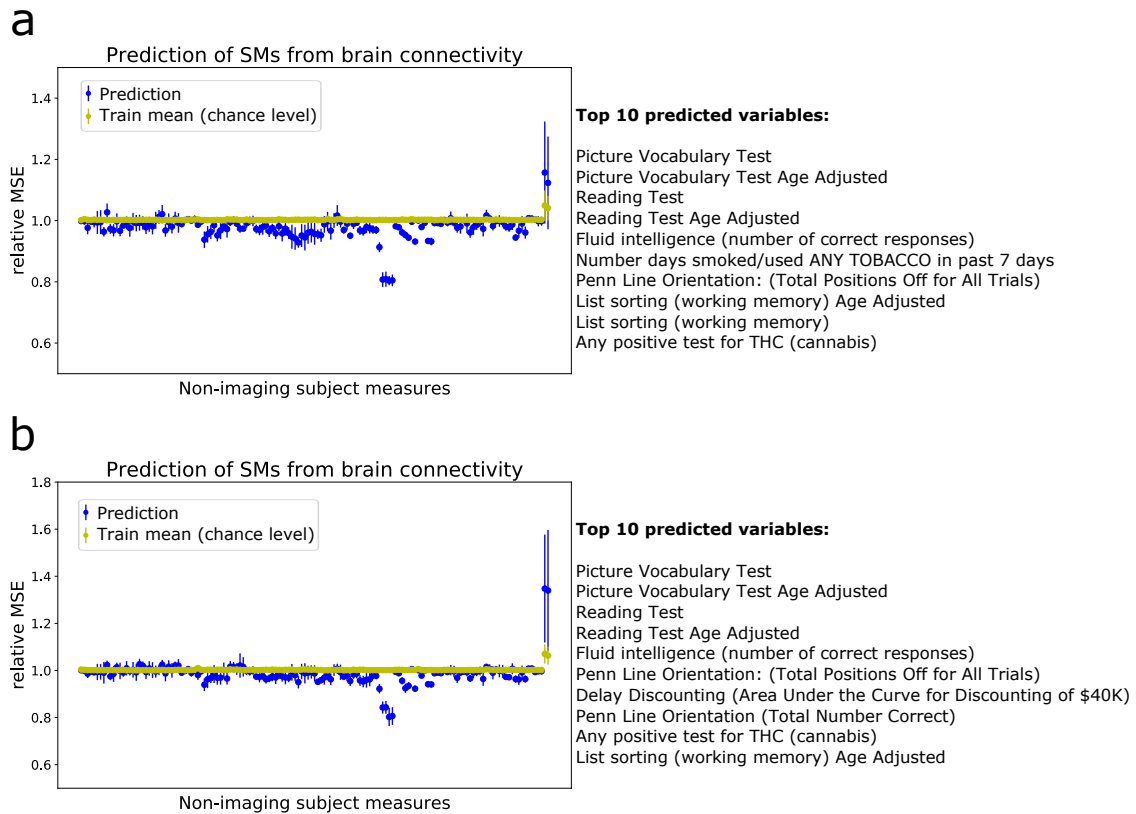 a
Prediction of SMs from brain connectivity
Prediction
Train mean (chance level)
1.4
1.2
1.0
0.8
0.6
relative MSE
Non-imaging subject measures
Top 10 predicted variables:
Picture Vocabulary Test
Picture Vocabulary Test Age Adjusted
Reading Test
Reading Test Age Adjusted
Fluid intelligence (number of correct responses)
Number days smoked/used ANY TOBACCO in past 7 days
Penn Line Orientation: (Total Positions Off for All Trials)
List sorting (working memory) Age Adjusted
List sorting (working memory)
Any positive test for THC (cannabis)
b
Prediction of SMs from brain connectivity
Prediction
Train mean (chance level)
1.8
1.6
1.4
1.2
1.0
0.8
0.6
relative MSE
Non-imaging subject measures
Top 10 predicted variables:
Picture Vocabulary Test
Picture Vocabulary Test Age Adjusted
Reading Test
Reading Test Age Adjusted
Fluid intelligence (number of correct responses)
Penn Line Orientation: (Total Positions Off for All Trials)
Delay Discounting (Area Under the Curve for Discounting of $40K)
Penn Line Orientation (Total Number Correct)
Any positive test for THC (cannabis)
List sorting (working memory) Age Adjusted